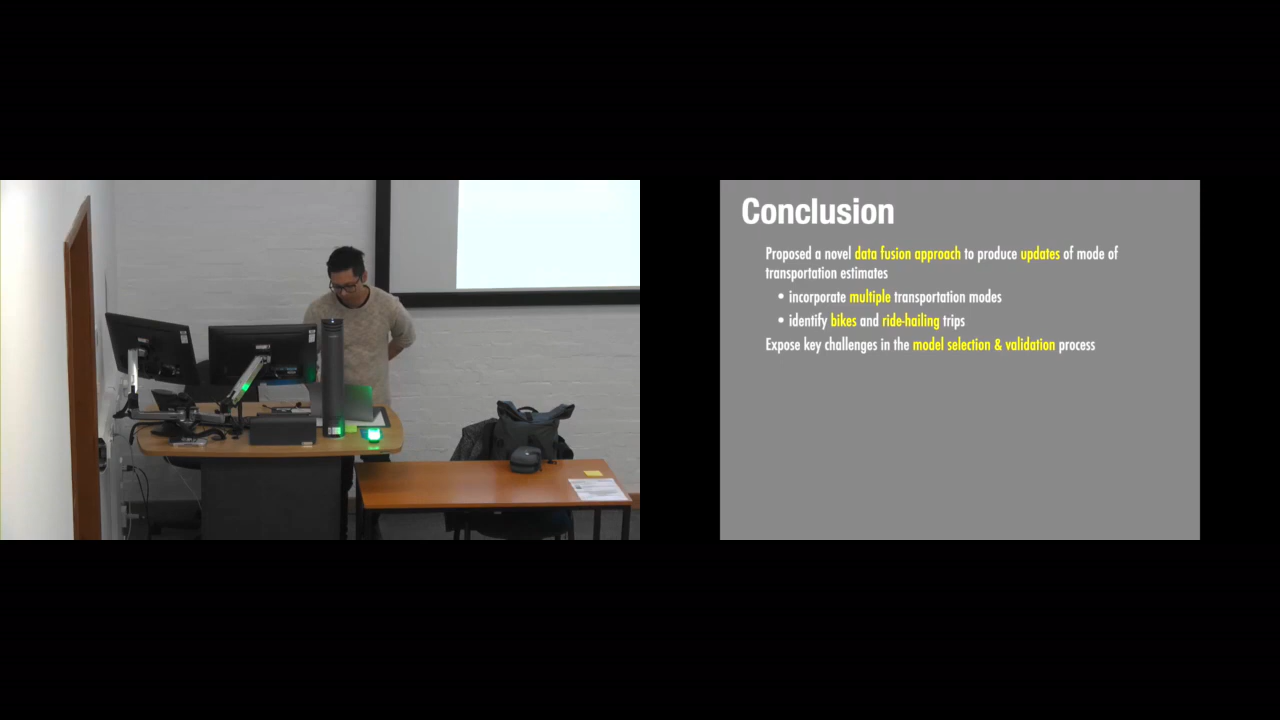 Conclusion
Proposed a novel data fusion approach to produce updates of mode of
transportation estimates
• incorporate multiple transportation modes
• identify bikes and ride-hailing trips
Expose key challenges in the model selection & validation process